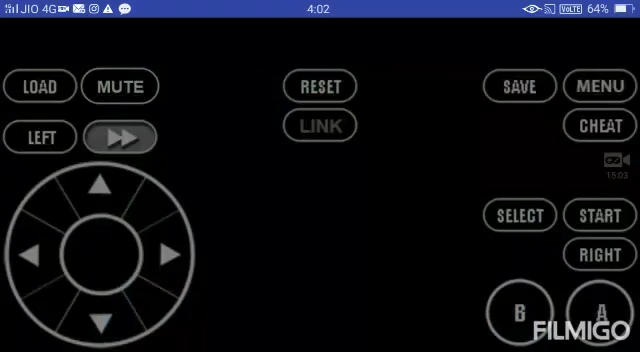 JIO 4G 4:02 VoLTE 64%
LOAD MUTE RESET SAVE MENU
LINK CHEAT
LEFT
15:03
SELECT START
RIGHT
B A
FILMIGO